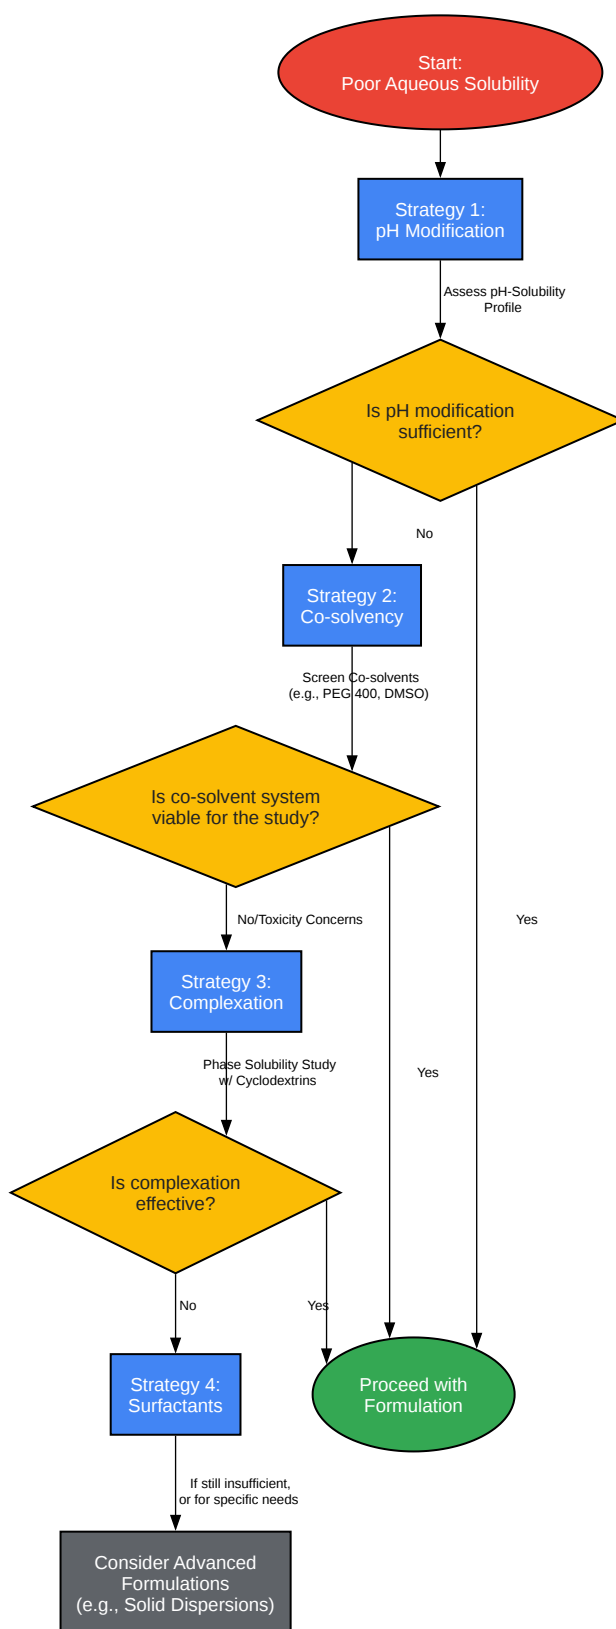 Start:
Poor Aqueous Solubility
Strategy 1:
pH Modification
Assess pH-Solubility
Profile
Is pH modification
sufficient?
No
Strategy 2:
Co-solvency
Screen Co-solvents
(e.g., PEG 400, DMSO)
Is co-solvent system
viable for the study?
No/Toxicity Concerns
Yes
Strategy 3:
Complexation
Phase Solubility Study
w/ Cyclodextrins
Yes
Is complexation
effective?
No
Yes
Strategy 4:
Surfactants
Proceed with
Formulation
If still insufficient,
or for specific needs
Consider Advanced
Formulations
(e.g., Solid Dispersions)